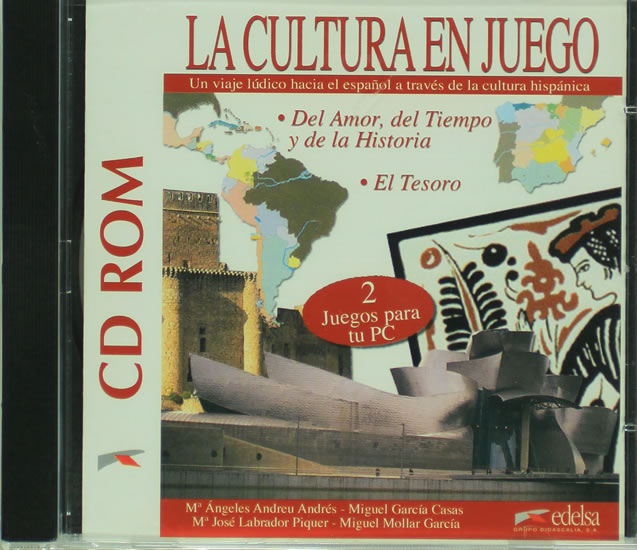 LA CULTURA EN JUEGO
Un viaje lúdico hacia el español a través de la cultura hispánica
• Del Amor, del Tiempo
y de la Historia
• El Tesoro
CD ROM
2
Juegos para
tu PC
Mª Ángeles Andreu Andrés - Miguel García Casas
Mª José Labrador Piquer - Miguel Mollar García
edelsa
GRUPO DIDASCALIA, S.A.